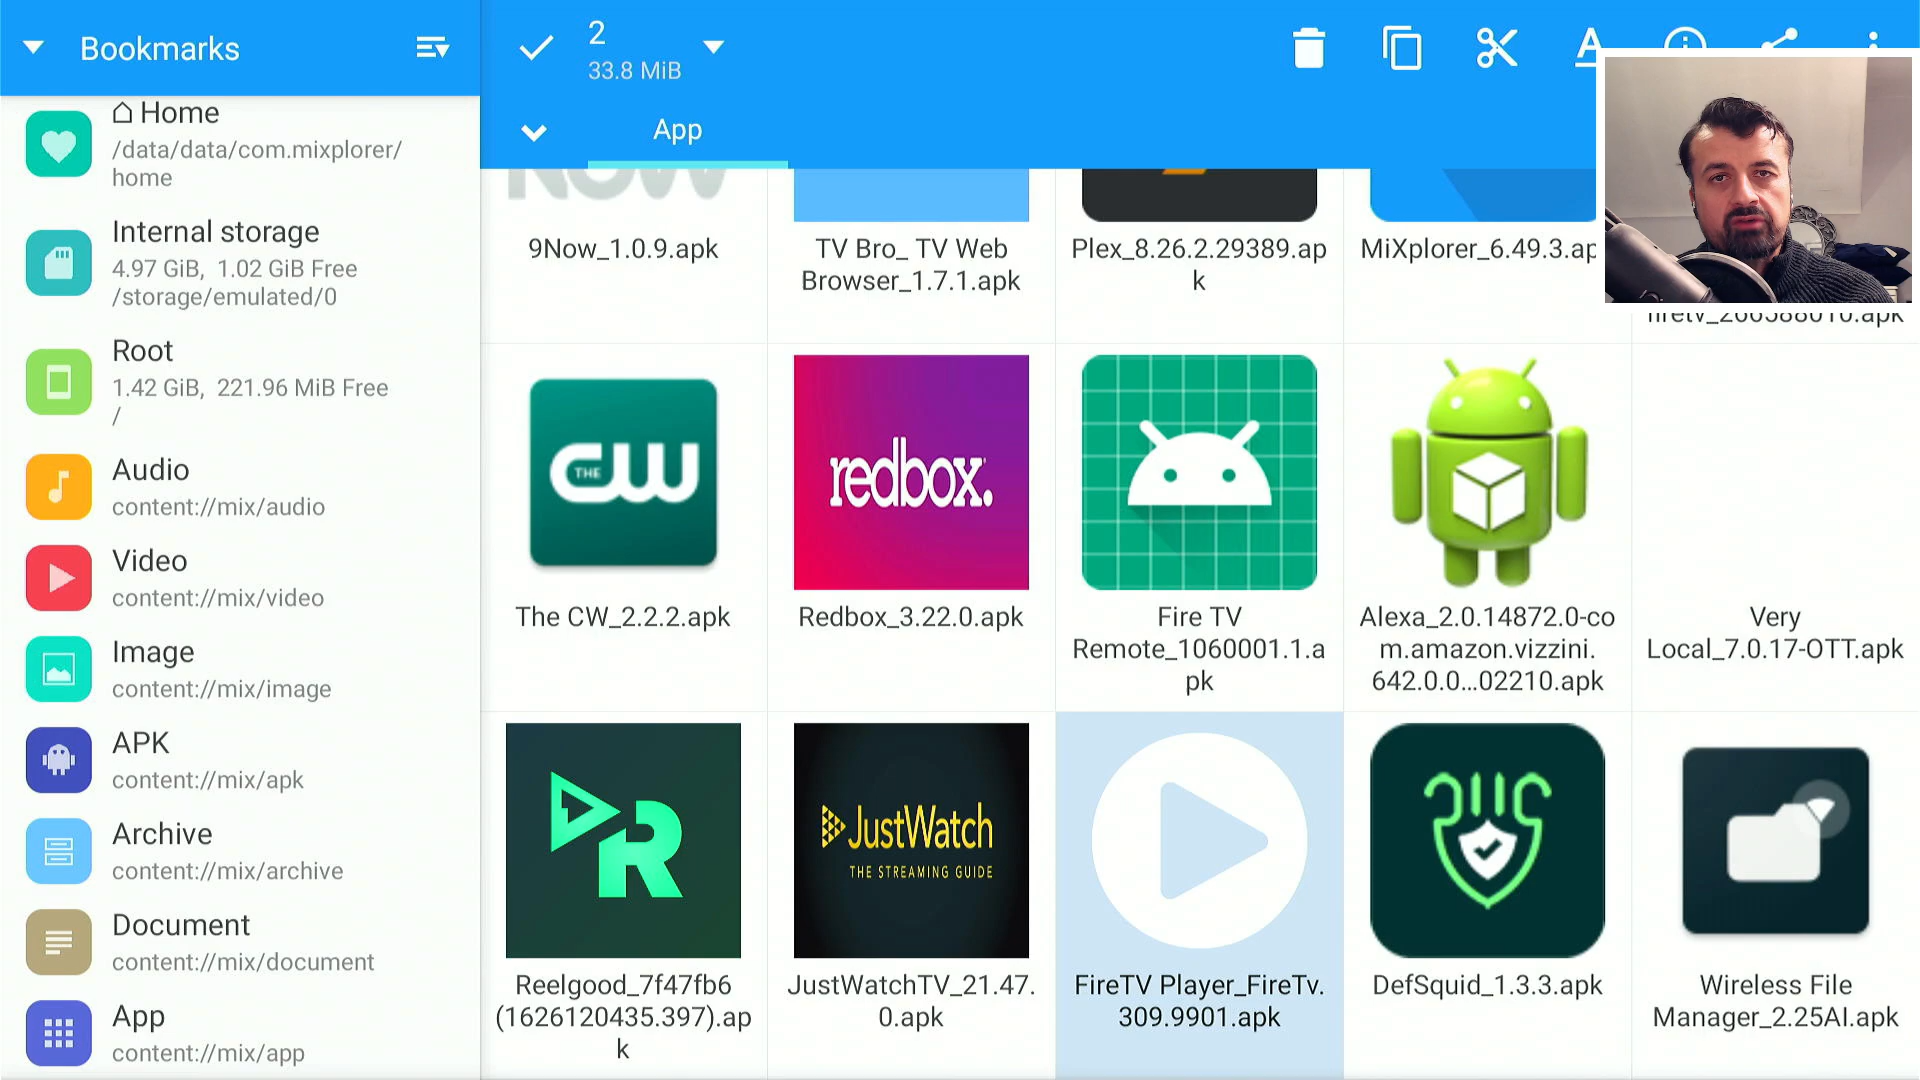 Bookmarks
2
33.8 MiB
App
Home
/data/data/com.mixplorer/
home
Internal storage
4.97 GiB,  1.02 GiB Free
/storage/emulated/0
Root
1.42 GiB,  221.96 MiB Free
/
Audio
content://mix/audio
Video
content://mix/video
Image
content://mix/image
APK
content://mix/apk
Archive
content://mix/archive
Document
content://mix/document
App
content://mix/app
NOW
9Now_1.0.9.apk
TV Bro_ TV Web
Browser_1.7.1.apk
Plex_8.26.2.29389.ap
k
MiXplorer_6.49.3.ap
firetv_266588010.apk
THE CW
The CW_2.2.2.apk
redbox.
Redbox_3.22.0.apk
Fire TV
Remote_1060001.1.a
pk
Alexa_2.0.14872.0-co
m.amazon.vizzini.
642.0.0...02210.apk
Very
Local_7.0.17-OTT.apk
R
Reelgood_7f47fb6
(1626120435.397).ap
k
JustWatch
THE STREAMING GUIDE
JustWatchTV_21.47.
0.apk
FireTV Player_FireTv.
309.9901.apk
DefSquid_1.3.3.apk
Wireless File
Manager_2.25AI.apk